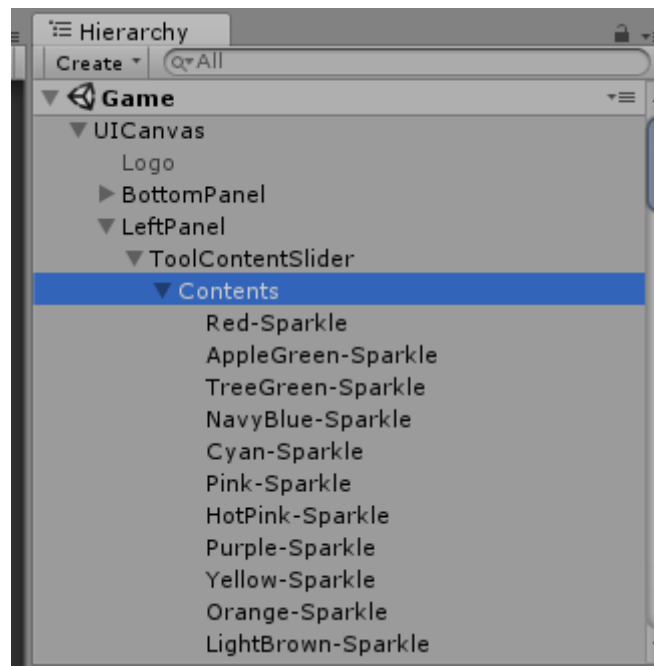 Hierarchy
Create All
Game
UICanvas
Logo
BottomPanel
LeftPanel
ToolContentSlider
Contents
Red-Sparkle
AppleGreen-Sparkle
TreeGreen-Sparkle
NavyBlue-Sparkle
Cyan-Sparkle
Pink-Sparkle
HotPink-Sparkle
Purple-Sparkle
Yellow-Sparkle
Orange-Sparkle
LightBrown-Sparkle